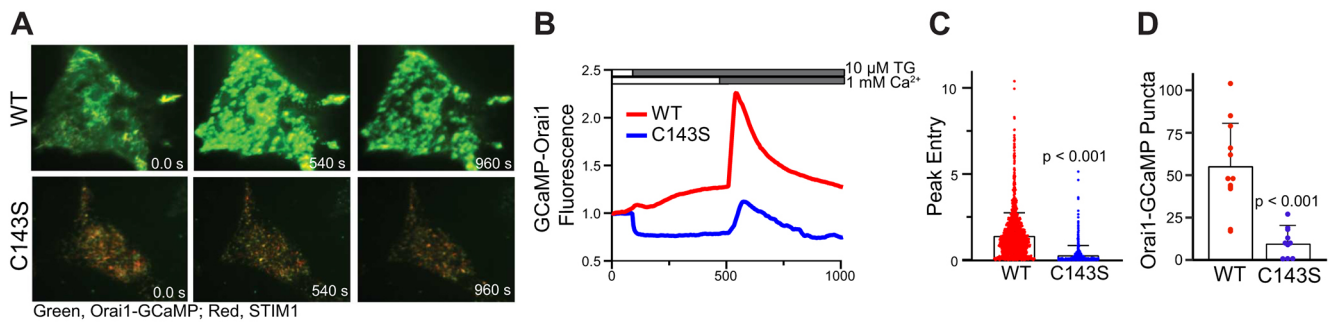 A
WT
0.0 s
540 s
960 s
C143S
0.0 s
540 s
960 s
Green, Orai1-GCaMP; Red, STIM1
B
10 µM TG
1 mM Ca²⁺
GCaMP-Orai1
Fluorescence
2.5
2.0
1.5
1.0
0.5
WT
C143S
0
500
1000
C
Peak Entry
10
5
0
p < 0.001
WT
C143S
D
Orai1-GCaMP Puncta
100
75
50
25
0
p < 0.001
WT
C143S